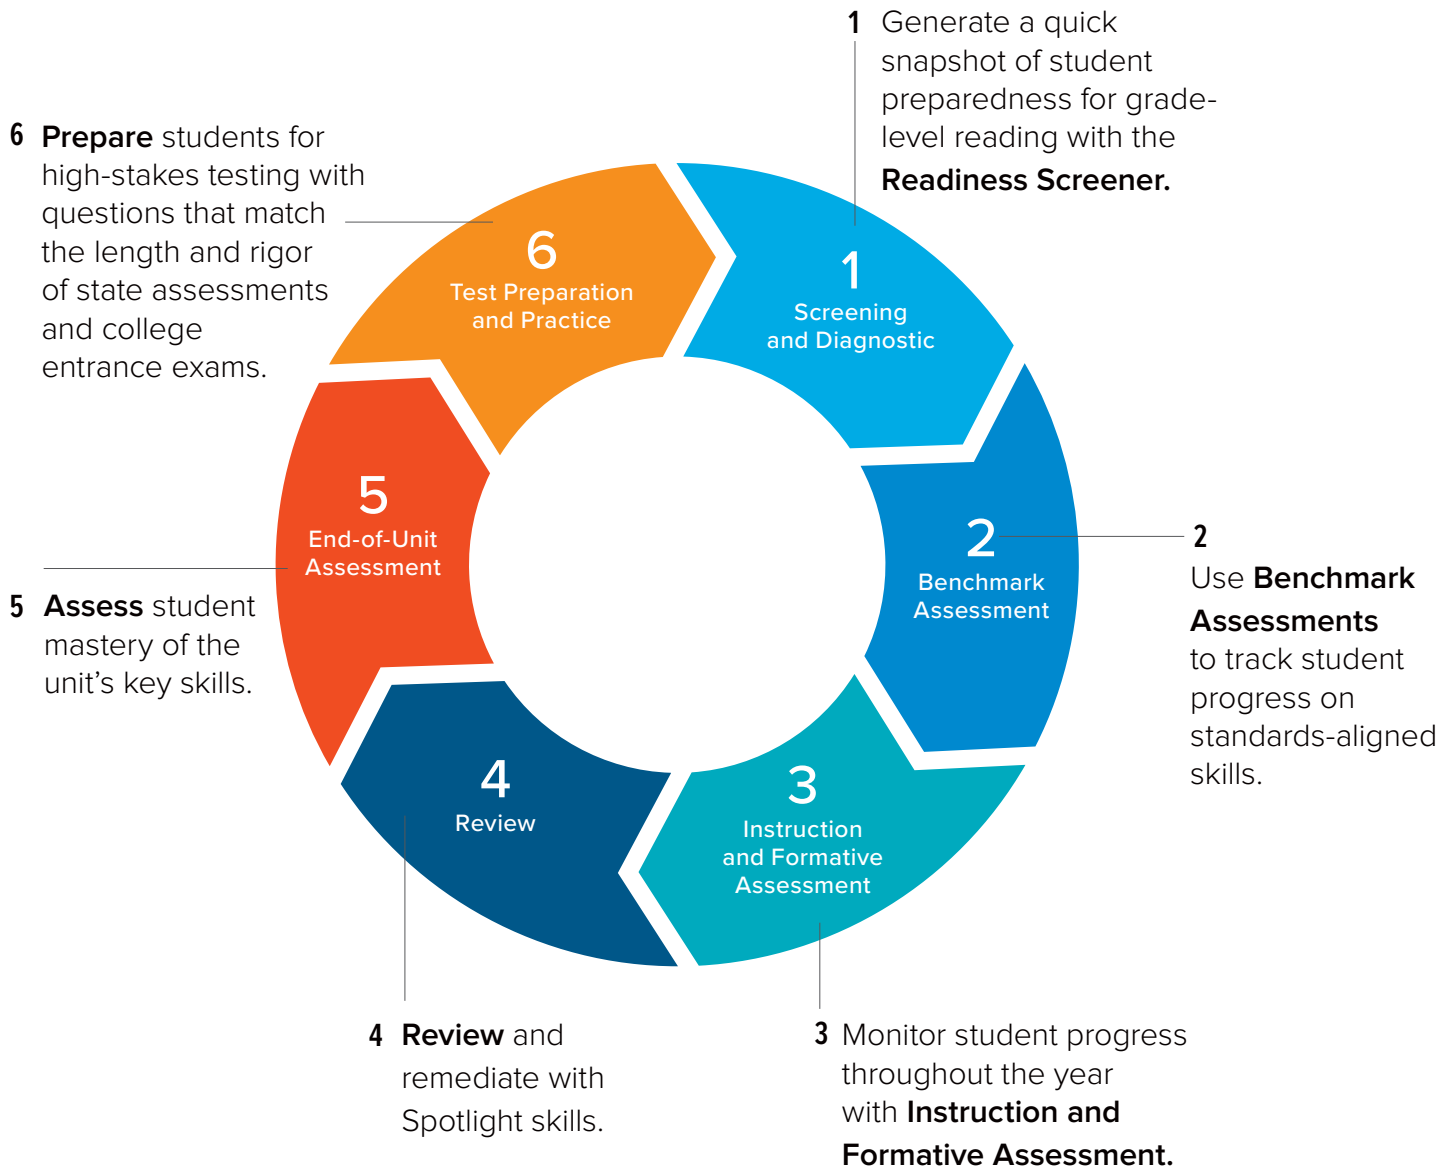 1 Generate a quick
snapshot of student
preparedness for grade-
level reading with the
Readiness Screener.
6 Prepare students for
high-stakes testing with
questions that match
the length and rigor
of state assessments
and college
entrance exams.
6
Test Preparation
and Practice
1
Screening
and Diagnostic
5
End-of-Unit
Assessment
2
Benchmark
Assessment
2
Use Benchmark
Assessments
to track student
progress on
standards-aligned
skills.
5 Assess student
mastery of the
unit’s key skills.
4
Review
3
Instruction
and Formative
Assessment
4 Review and
remediate with
Spotlight skills.
3 Monitor student progress
throughout the year
with Instruction and
Formative Assessment.